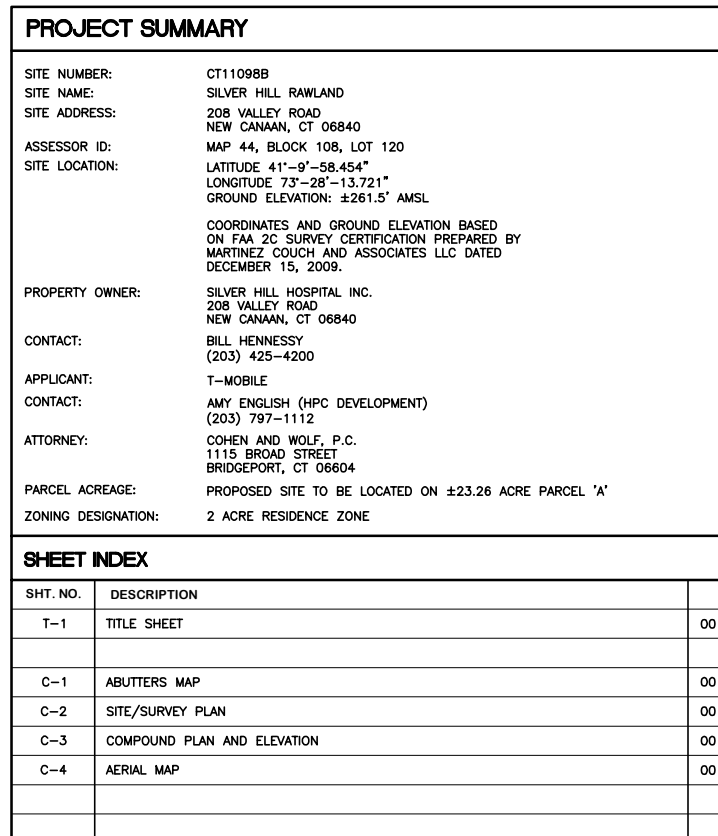 PROJECT SUMMARY
SITE NUMBER: CT11098B
SITE NAME: SILVER HILL RAWLAND
SITE ADDRESS: 208 VALLEY ROAD
NEW CANAAN, CT 06840
ASSESSOR ID: MAP 44, BLOCK 108, LOT 120
SITE LOCATION: LATITUDE 41°-9'-58.454"
LONGITUDE 73°-28'-13.721"
GROUND ELEVATION: ±261.5' AMSL
COORDINATES AND GROUND ELEVATION BASED
ON FAA 2C SURVEY CERTIFICATION PREPARED BY
MARTINEZ COUCH AND ASSOCIATES LLC DATED
DECEMBER 15, 2009.
PROPERTY OWNER: SILVER HILL HOSPITAL INC.
208 VALLEY ROAD
NEW CANAAN, CT 06840
CONTACT: BILL HENNESSY
(203) 425-4200
APPLICANT: T-MOBILE
CONTACT: AMY ENGLISH (HPC DEVELOPMENT)
(203) 797-1112
ATTORNEY: COHEN AND WOLF, P.C.
1115 BROAD STREET
BRIDGEPORT, CT 06604
PARCEL ACREAGE: PROPOSED SITE TO BE LOCATED ON ±23.26 ACRE PARCEL 'A'
ZONING DESIGNATION: 2 ACRE RESIDENCE ZONE
SHEET INDEX
SHT. NO. DESCRIPTION
T-1 TITLE SHEET 00
C-1 ABUTTERS MAP 00
C-2 SITE/SURVEY PLAN 00
C-3 COMPOUND PLAN AND ELEVATION 00
C-4 AERIAL MAP 00